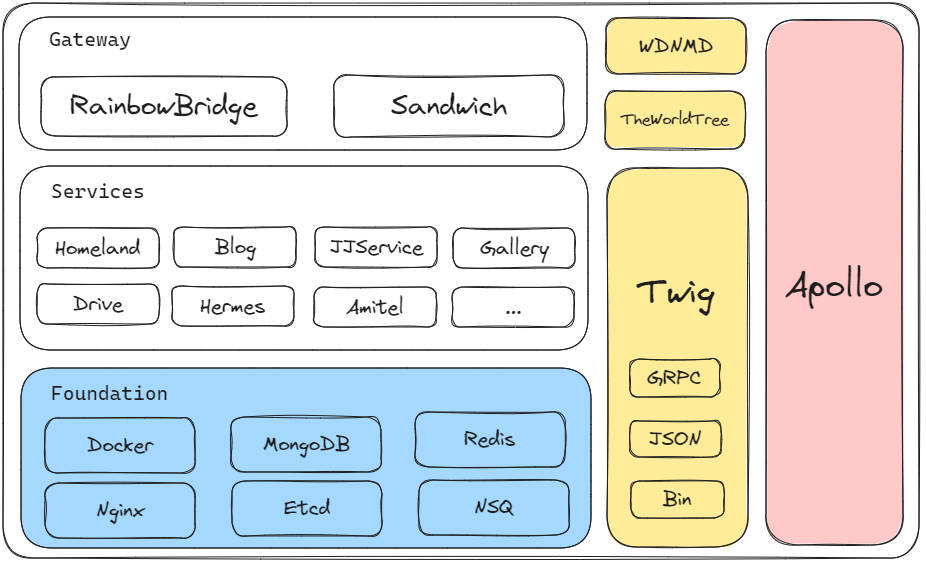 Gateway
RainbowBridge
Sandwich
Services
Homeland
Blog
JJService
Gallery
Drive
Hermes
Amitel
...
Foundation
Docker
MongoDB
Redis
Nginx
Etcd
NSQ
WDNMD
TheWorldTree
Twig
GRPC
JSON
Bin
Apollo